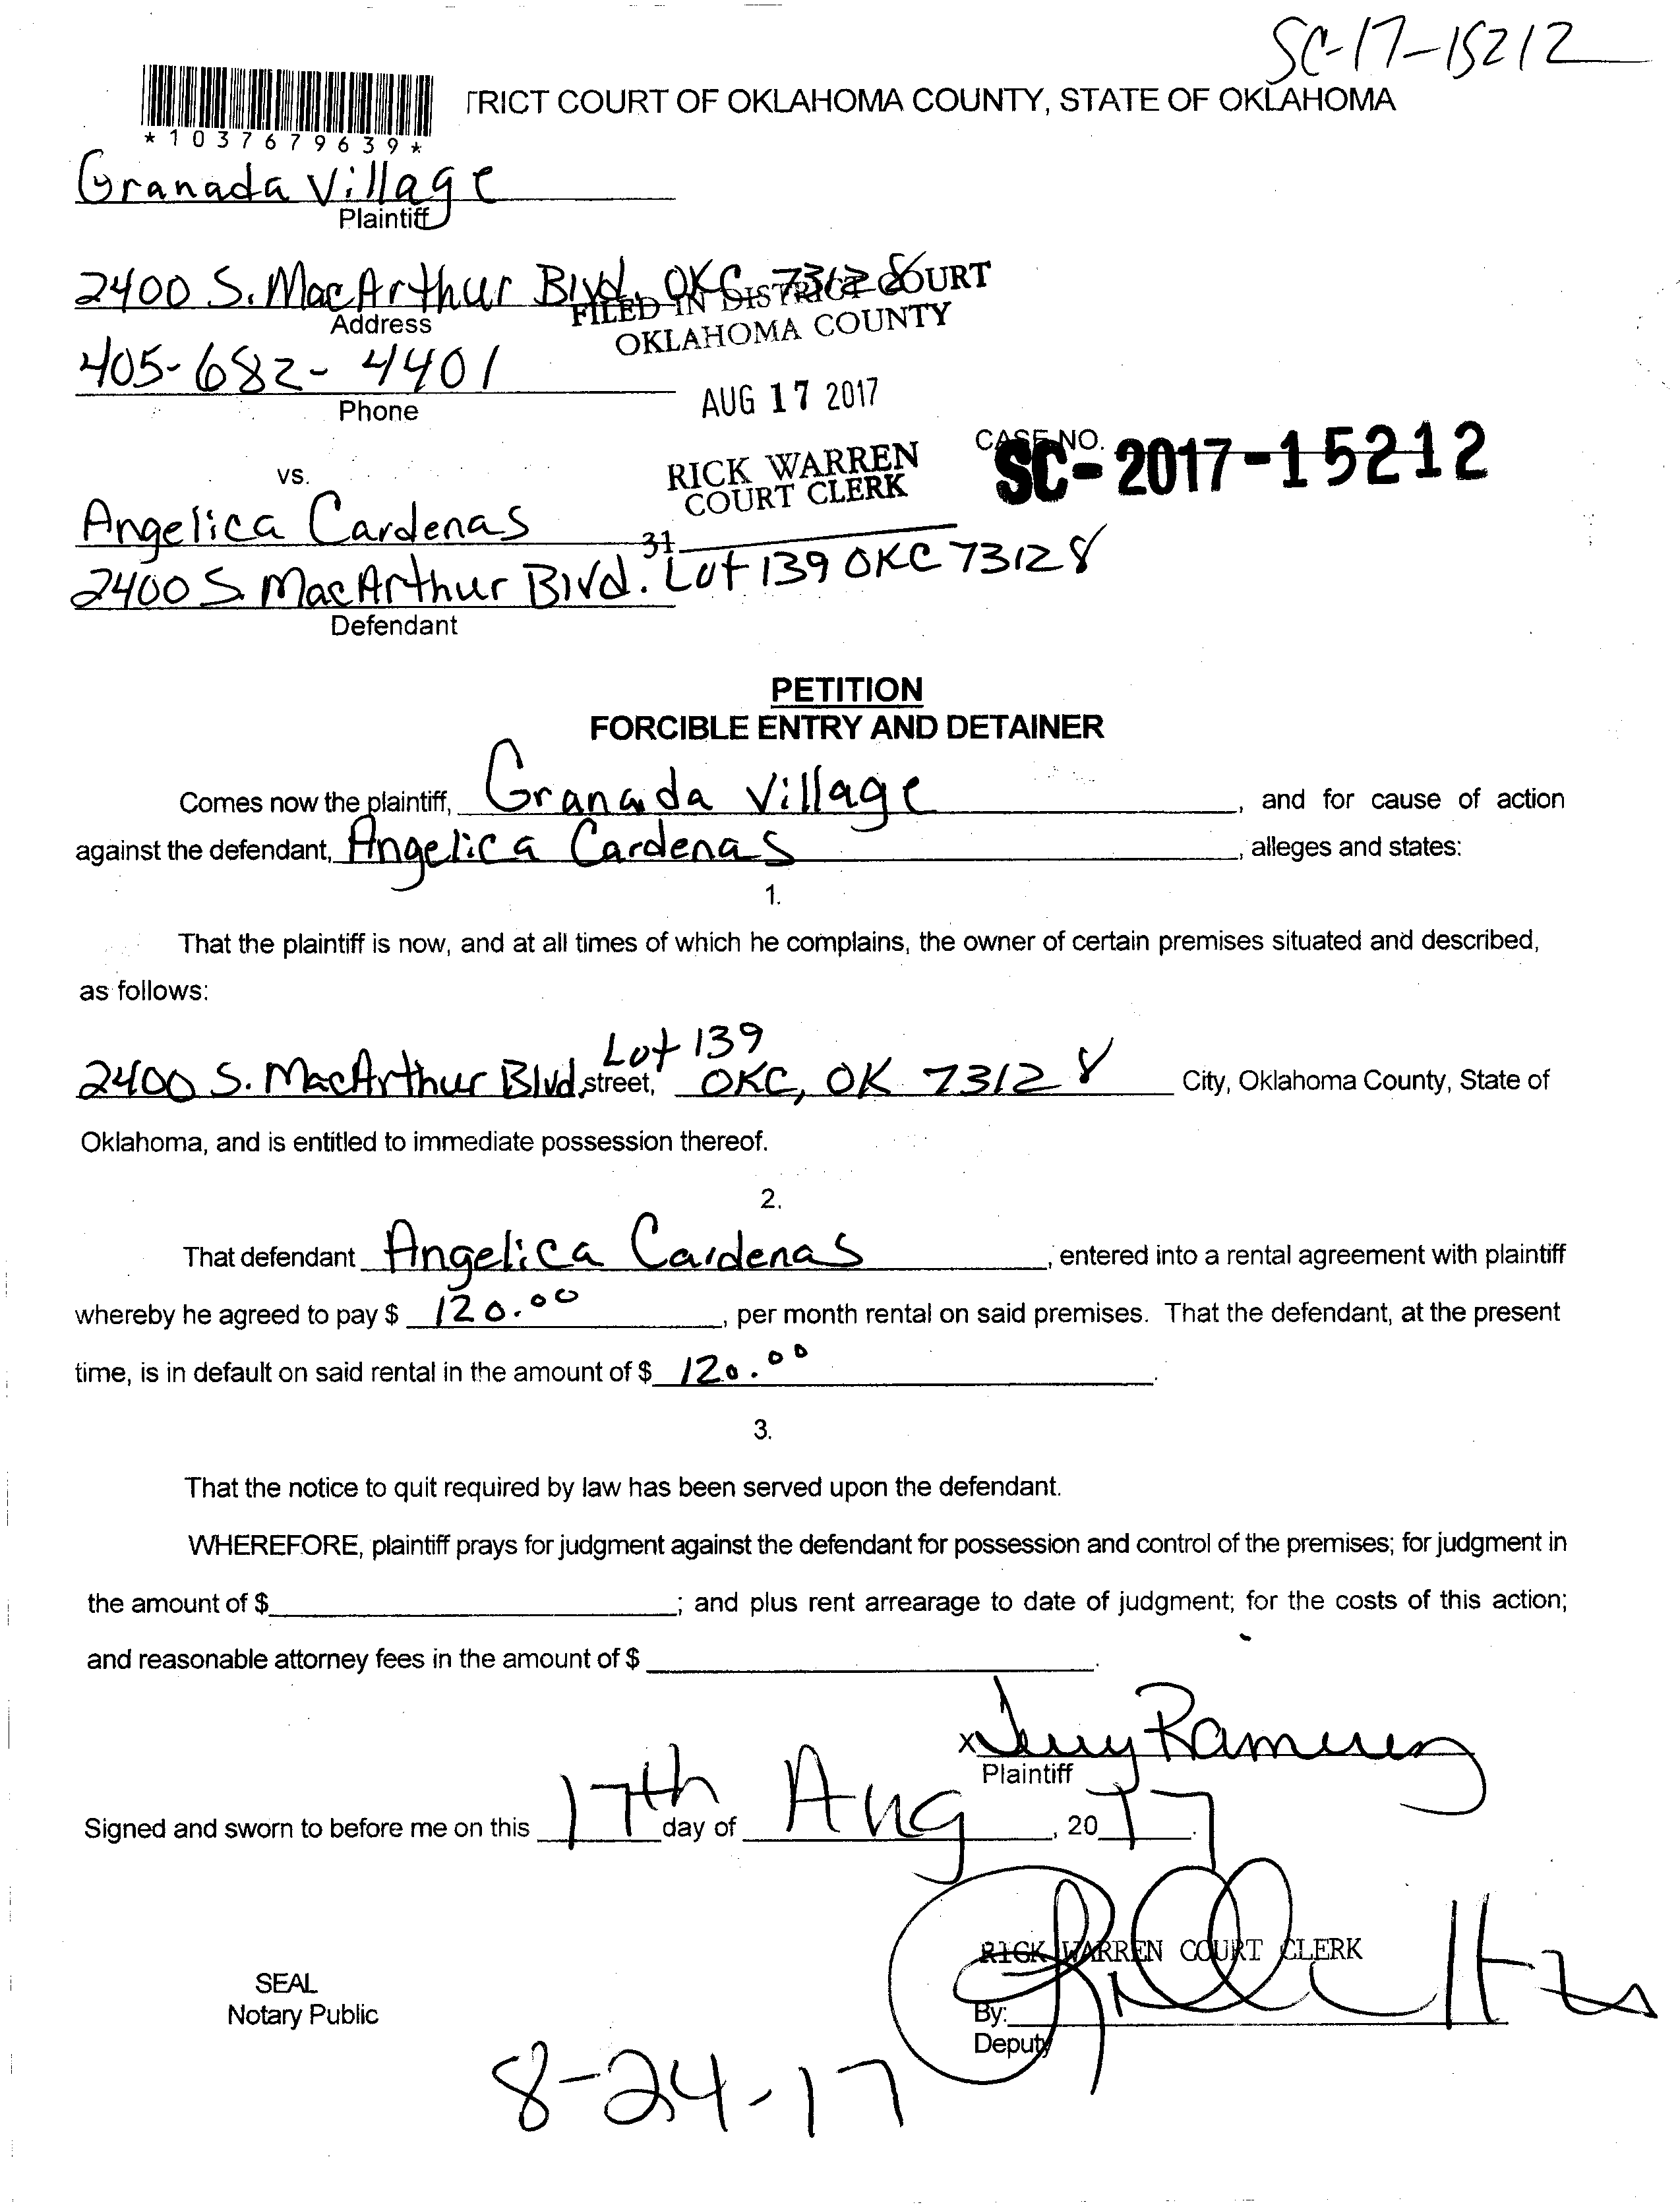 SC-17-15212
TRICT COURT OF OKLAHOMA COUNTY, STATE OF OKLAHOMA
*1037679639*
Granada Village
Plaintiff
2400 S. MacArthur Blvd. OKC 73128
FILED IN DISTRICT COURT
Address
OKLAHOMA COUNTY
405-682-4401
Phone
AUG 17 2017
CASE NO.
SC-2017-15212
RICK WARREN
COURT CLERK
vs.
Angelica Cardenas
31
2400 S. MacArthur Blvd. Lot 139 OKC 73128
Defendant
PETITION
FORCIBLE ENTRY AND DETAINER
Comes now the plaintiff, Granada Village, and for cause of action
against the defendant, Angelica Cardenas, alleges and states:
1.
That the plaintiff is now, and at all times of which he complains, the owner of certain premises situated and described,
as follows:
Lot 139
2400 S. MacArthur Blvd. street, OKC, OK 73128 City, Oklahoma County, State of
Oklahoma, and is entitled to immediate possession thereof.
2.
That defendant Angelica Cardenas, entered into a rental agreement with plaintiff
whereby he agreed to pay $ 120.00, per month rental on said premises. That the defendant, at the present
time, is in default on said rental in the amount of $ 120.00.
3.
That the notice to quit required by law has been served upon the defendant.
WHEREFORE, plaintiff prays for judgment against the defendant for possession and control of the premises; for judgment in
the amount of $; and plus rent arrearage to date of judgment; for the costs of this action;
and reasonable attorney fees in the amount of $.
x
Plaintiff
Signed and sworn to before me on this 17th day of Aug, 2017.
RICK WARREN COURT CLERK
SEAL
Notary Public
By:
Deputy
8-24-17